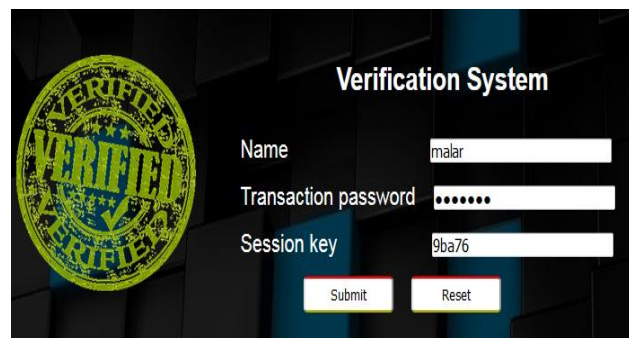 VERIFIED
VERIFIED
VERIFIED
Verification System
Name malar
Transaction password •••••••
Session key 9ba76
Submit Reset